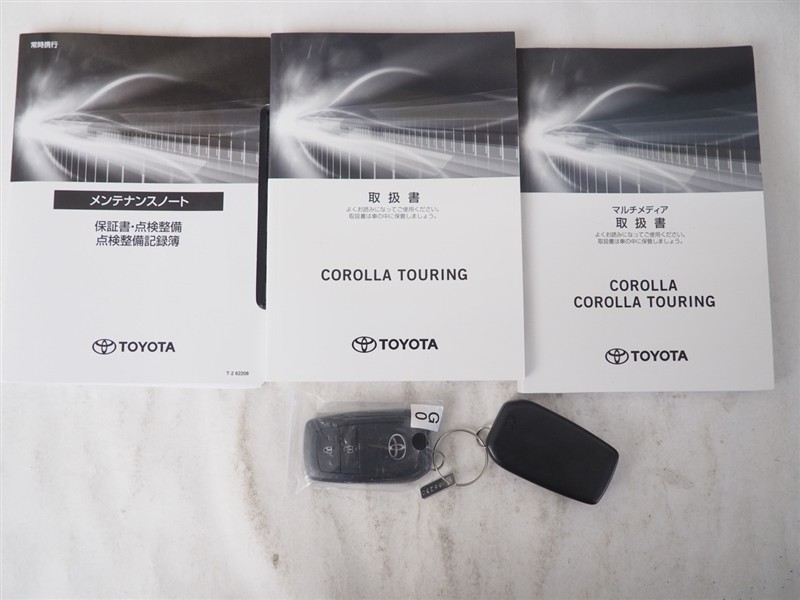 常時携行
メンテナンスノート
保証書・点検整備
点検整備記録簿
TOYOTA
T-2 62208
取扱書
よくお読みになってご使用ください。
取扱書は車の中に保管しましょう。
COROLLA TOURING
TOYOTA
マルチメディア
取扱書
よくお読みになってご使用ください。
取扱書は車の中に保管しましょう。
COROLLA
COROLLA TOURING
TOYOTA
G0